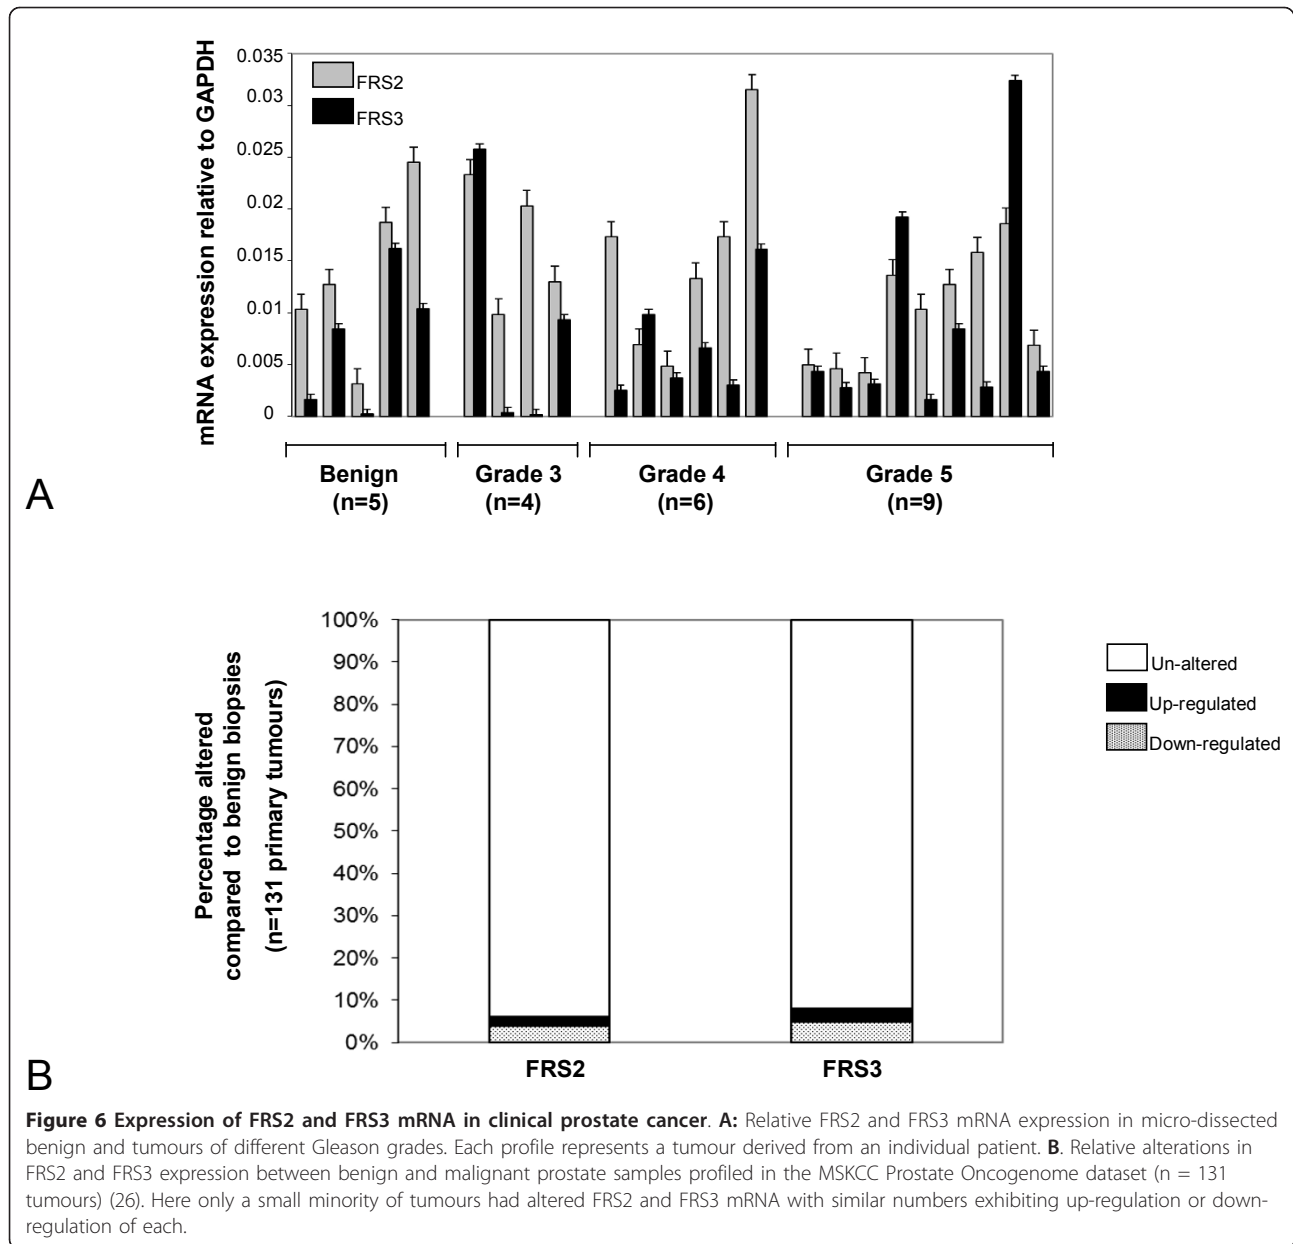 mRNA expression relative to GAPDH
0.035
0.03
0.025
0.02
0.015
0.01
0.005
0
FRS2
FRS3
Benign
(n=5)
Grade 3
(n=4)
Grade 4
(n=6)
Grade 5
(n=9)
A
Percentage altered
compared to benign biopsies
(n=131 primary tumours)
100%
90%
80%
70%
60%
50%
40%
30%
20%
10%
0%
FRS2
FRS3
Un-altered
Up-regulated
Down-regulated
B
Figure 6 Expression of FRS2 and FRS3 mRNA in clinical prostate cancer. A: Relative FRS2 and FRS3 mRNA expression in micro-dissected
benign and tumours of different Gleason grades. Each profile represents a tumour derived from an individual patient. B. Relative alterations in
FRS2 and FRS3 expression between benign and malignant prostate samples profiled in the MSKCC Prostate Oncogenome dataset (n = 131
tumours) (26). Here only a small minority of tumours had altered FRS2 and FRS3 mRNA with similar numbers exhibiting up-regulation or down-
regulation of each.